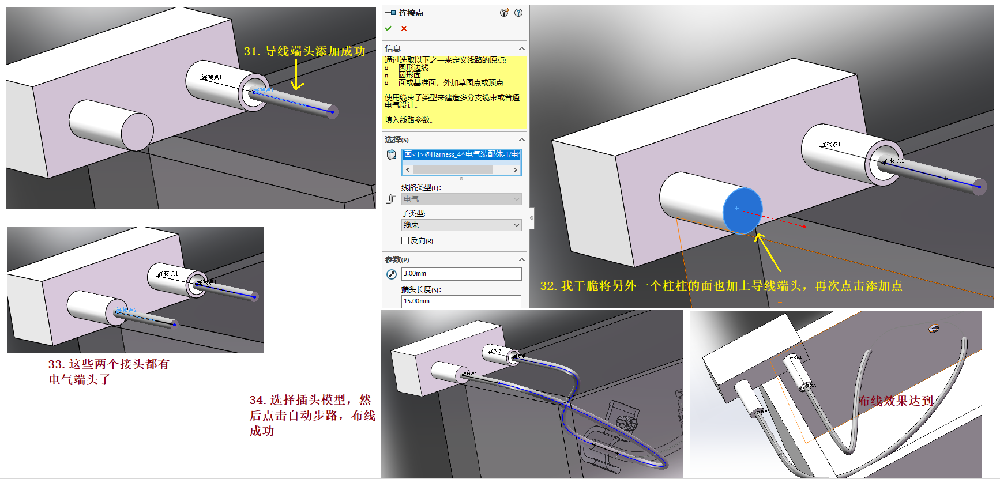 31.导线端头添加成功
连接点1
连接点1
连接点
信息
通过选取以下之一来定义线路的原点:
¤ 圆形边线
¤ 圆形面
¤ 面或基准面，外加草图点或顶点
使用缆束子类型来建造多分支缆束或普通
电气设计。
填入线路参数。
选择(S)
面<1>@Harness_4^电气装配体-1/电气
线路类型(T):
电气
子类型:
缆束
反向(R)
参数(P)
3.00mm
端头长度(S):
15.00mm
连接点1
连接点1
32.我干脆将另外一个柱柱的面也加上导线端头，再次点击添加点
连接点1
连接点1
连接点2
33.这些两个接头都有
电气端头了
34.选择插头模型，然
后点击自动步路，布线
成功
布线效果达到